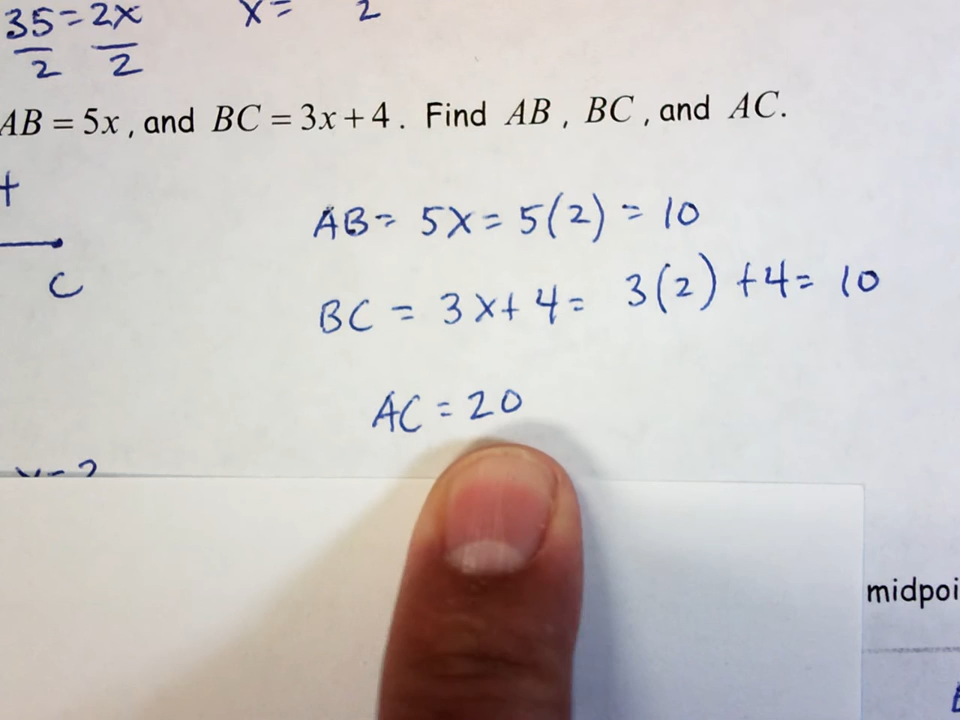 35=2x x= 2
2 2
AB = 5x, and BC = 3x+4. Find AB, BC, and AC.
AB= 5x= 5(2) = 10
C
BC = 3x+4= 3(2) +4= 10
AC=20
x=2
midpoi